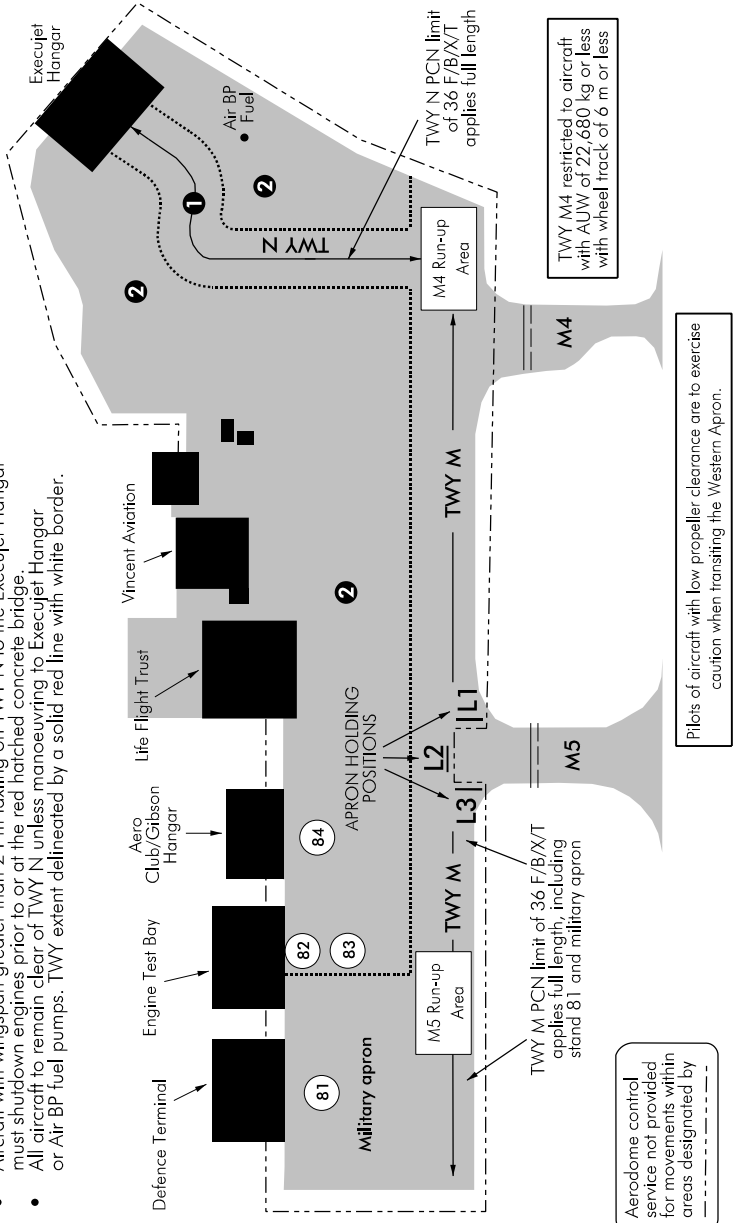 Aircraft with wingspan greater than 24 m taxiing on TWY N to the Execujet Hangar
must shutdown engines prior to or at the red hatched concrete bridge.
• All aircraft to remain clear of TWY N unless manoeuvring to Execujet Hangar
or Air BP fuel pumps. TWY extent delineated by a solid red line with white border.
Defence Terminal
Engine Test Bay
Aero
Club/Gibson
Hangar
Life Flight Trust
Vincent Aviation
Execujet
Hangar
81
82
83
84
Military apron
APRON HOLDING
POSITIONS
L3
L2
L1
2
2
2
1
Air BP
Fuel
TWY N
TWY N PCN limit
of 36 F/B/X/T
applies full length
M5 Run-up
Area
TWY M
TWY M
M4 Run-up
Area
TWY M PCN limit of 36 F/B/X/T
applies full length, including
stand 81 and military apron
M5
M4
TWY M4 restricted to aircraft
with AUW of 22,680 kg or less
with wheel track of 6 m or less
Aerodome control
service not provided
for movements within
areas designated by
Pilots of aircraft with low propeller clearance are to exercise
caution when transiting the Western Apron.